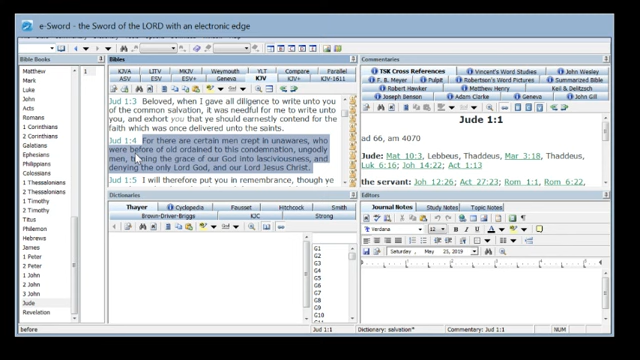 e-Sword - the Sword of the LORD with an electronic edge
Bible Books
Matthew
Mark
Luke
John
Acts
Romans
1 Corinthians
2 Corinthians
Galatians
Ephesians
Philippians
Colossians
1 Thessalonians
2 Thessalonians
1 Timothy
2 Timothy
Titus
Philemon
Hebrews
James
1 Peter
2 Peter
1 John
2 John
3 John
Jude
Revelation
1
Bibles
KJVA LITV MKJV Weymouth YLT Compare Parallel
ASV ESV ESV+ Geneva KJV KJV+ KJV-1611
Jud 1:3 Beloved, when I gave all diligence to write unto you
of the common salvation, it was needful for me to write unto
you, and exhort you that ye should earnestly contend for the
faith which was once delivered unto the saints.
Jud 1:4 For there are certain men crept in unawares, who
were before of old ordained to this condemnation, ungodly
men, turning the grace of our God into lasciviousness, and
denying the only Lord God, and our Lord Jesus Christ.
Jud 1:5 I will therefore put you in remembrance, though ye
Dictionaries
Thayer Cyclopedia Fausset Hitchcock Smith
Brown-Driver-Briggs KJC Strong
G1
G2
G3
G4
G5
G6
G7
G8
G9
G10
Commentaries
TSK Cross References Vincent's Word Studies John Wesley
F. B. Meyer Pulpit Robertson's Word Pictures Summarized Bible
Robert Hawker Matthew Henry Keil & Delitzsch
Joseph Benson Adam Clarke Geneva John Gill
Jude 1:1
ad 66, am 4070
Jude: Mat 10:3, Lebbeus, Thaddeus, Mar 3:18, Thaddeus,
Luk 6:16; Joh 14:22; Act 1:13
the servant: Joh 12:26; Act 27:23; Rom 1:1, Rom 6:22,
Editors
Journal Notes Study Notes Topic Notes
Verdana 12 B I U
Saturday , May 25, 2019
before
Jud 1:1
Dictionary: salvation*
Commentary: Jud 1:1
NUM